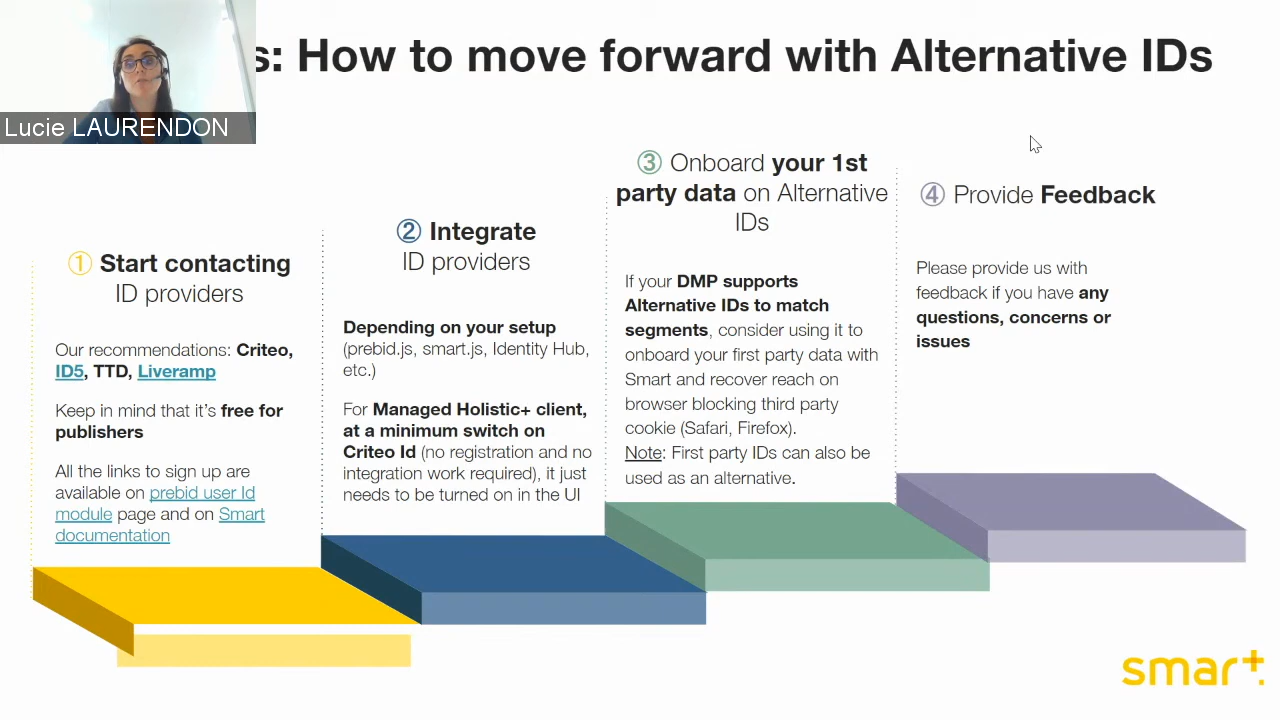 s: How to move forward with Alternative IDs
Lucie LAURENDON
① Start contacting
ID providers
Our recommendations: Criteo,
ID5, TTD, Liveramp
Keep in mind that it's free for
publishers
All the links to sign up are
available on prebid user Id
module page and on Smart
documentation
② Integrate
ID providers
Depending on your setup
(prebid.js, smart.js, Identity Hub,
etc.)
For Managed Holistic+ client,
at a minimum switch on
Criteo Id (no registration and no
integration work required), it just
needs to be turned on in the UI
③ Onboard your 1st
party data on Alternative
IDs
If your DMP supports
Alternative IDs to match
segments, consider using it to
onboard your first party data with
Smart and recover reach on
browser blocking third party
cookie (Safari, Firefox).
Note: First party IDs can also be
used as an alternative.
④ Provide Feedback
Please provide us with
feedback if you have any
questions, concerns or
issues
smart